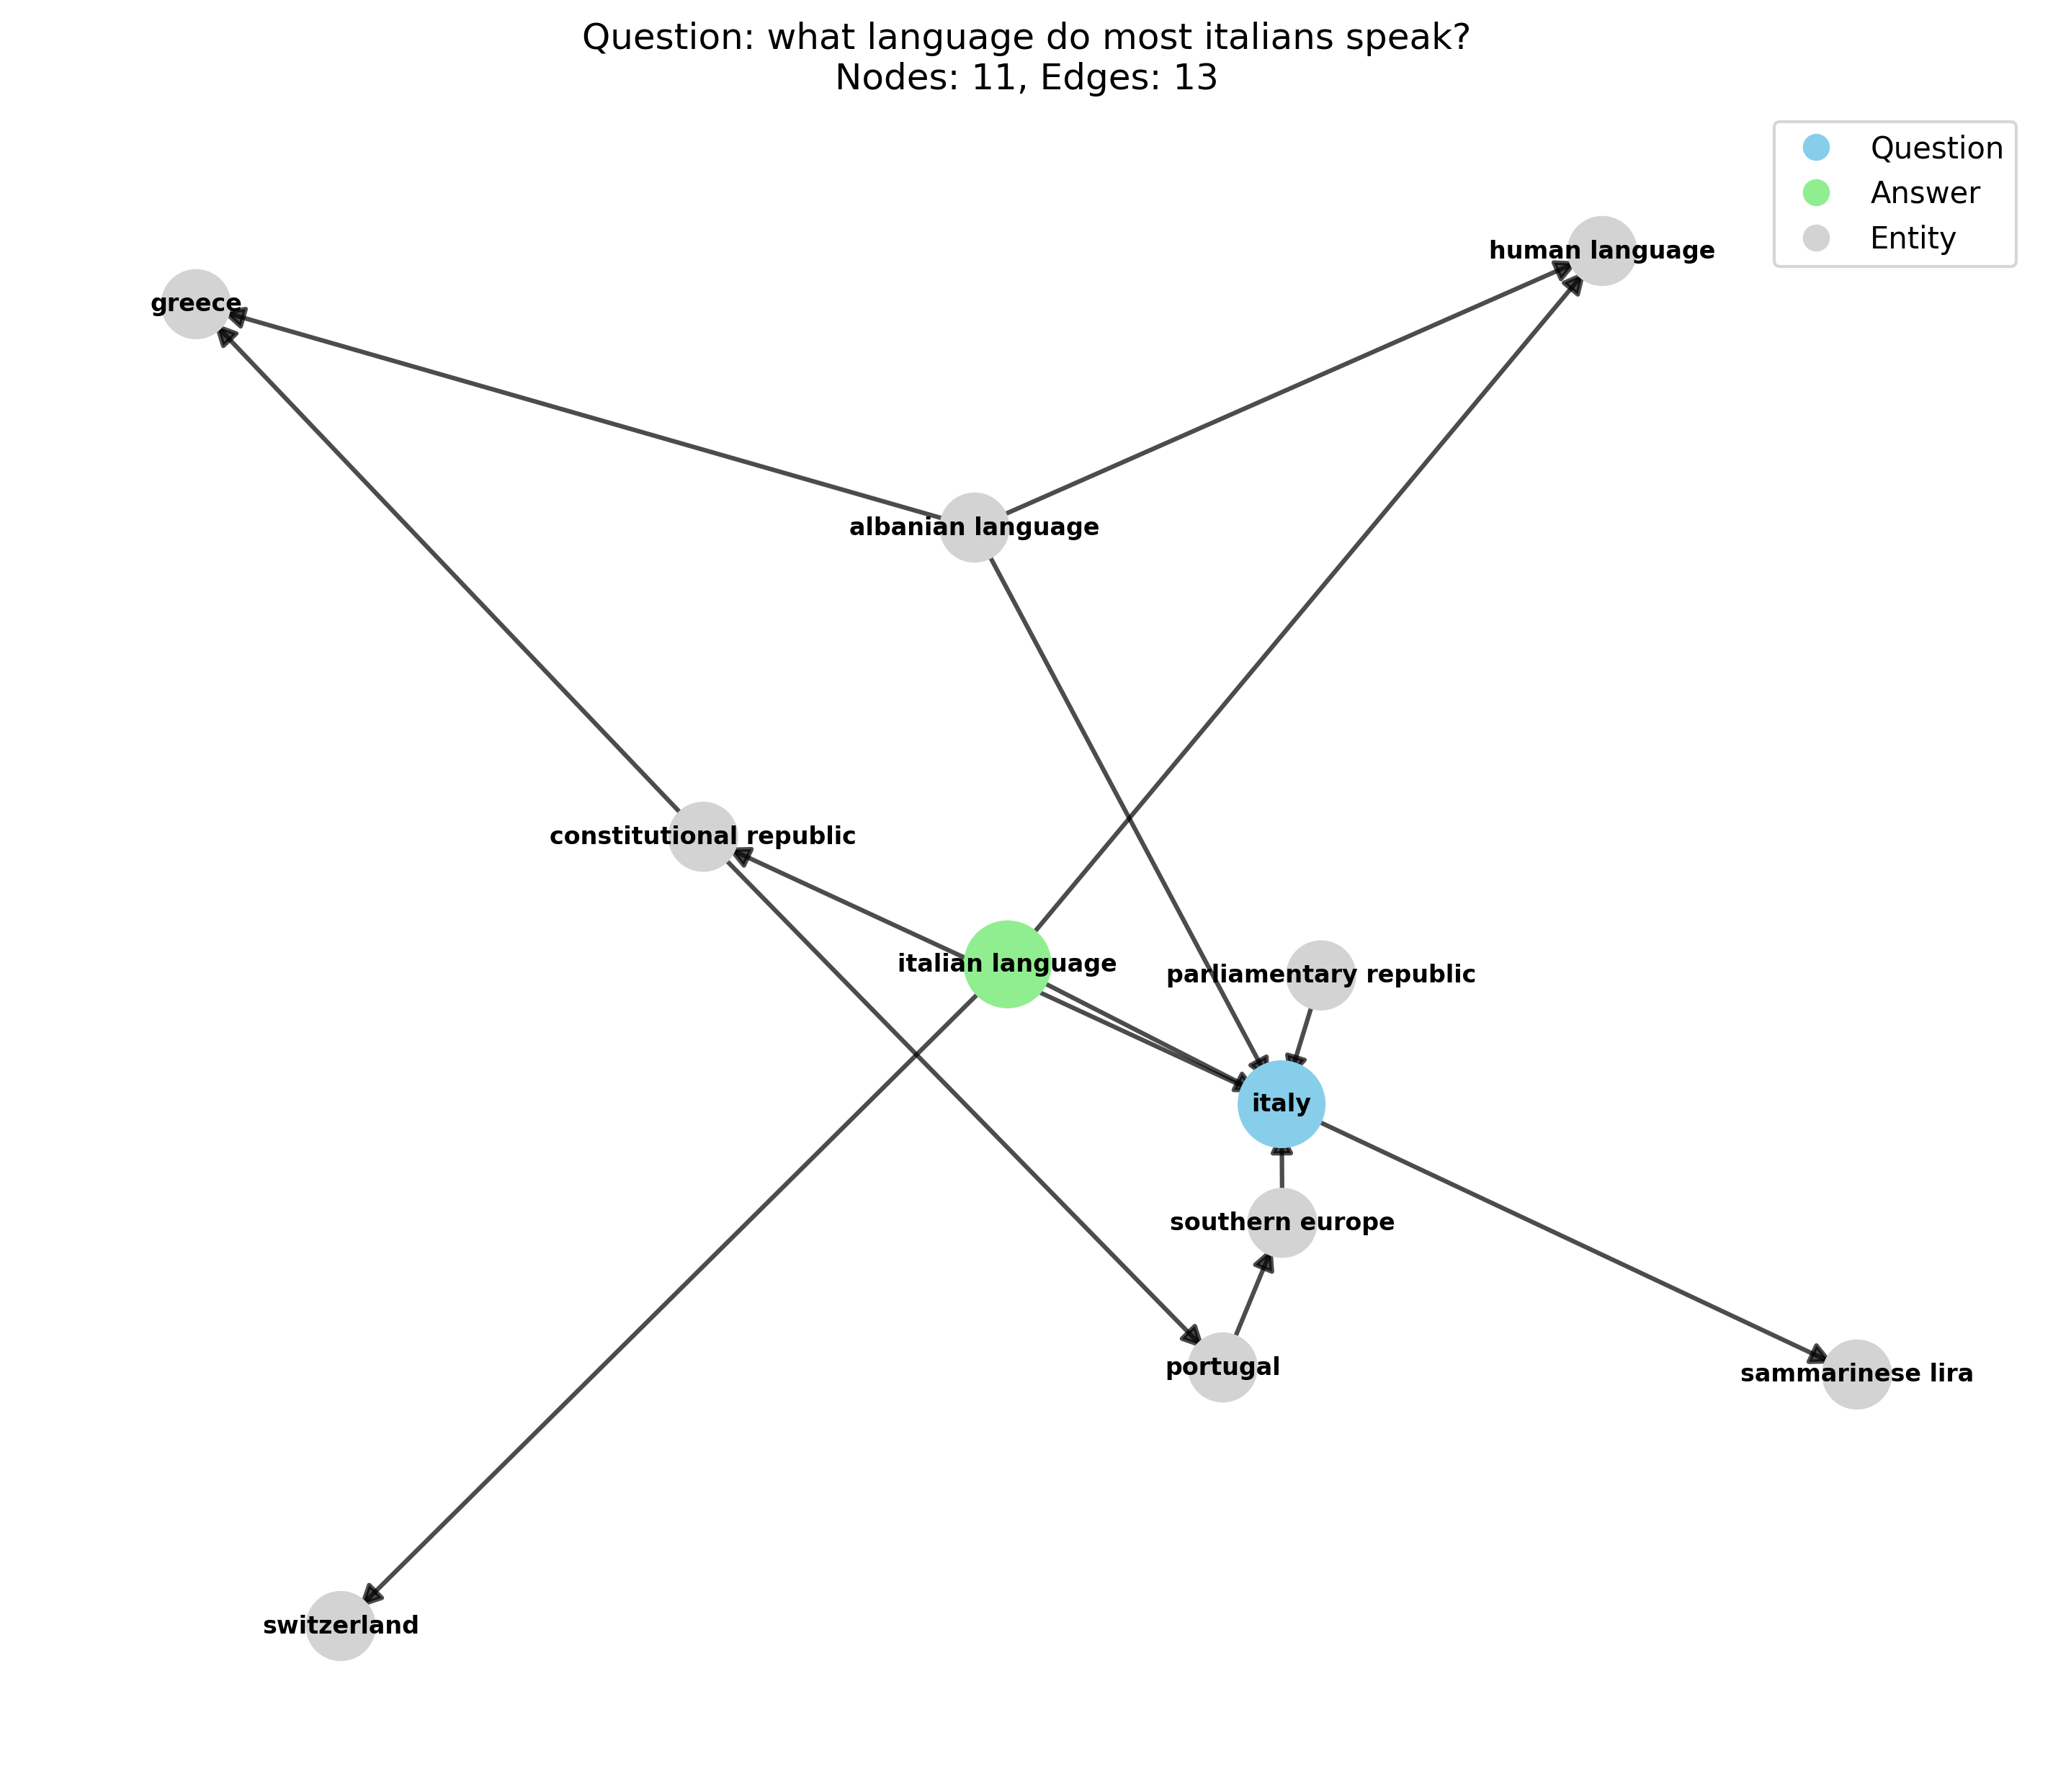 Question: what language do most italians speak?
Nodes: 11, Edges: 13
Question
Answer
Entity
human language
greece
albanian language
constitutional republic
italian language
parliamentary republic
italy
southern europe
portugal
sammarinese lira
switzerland